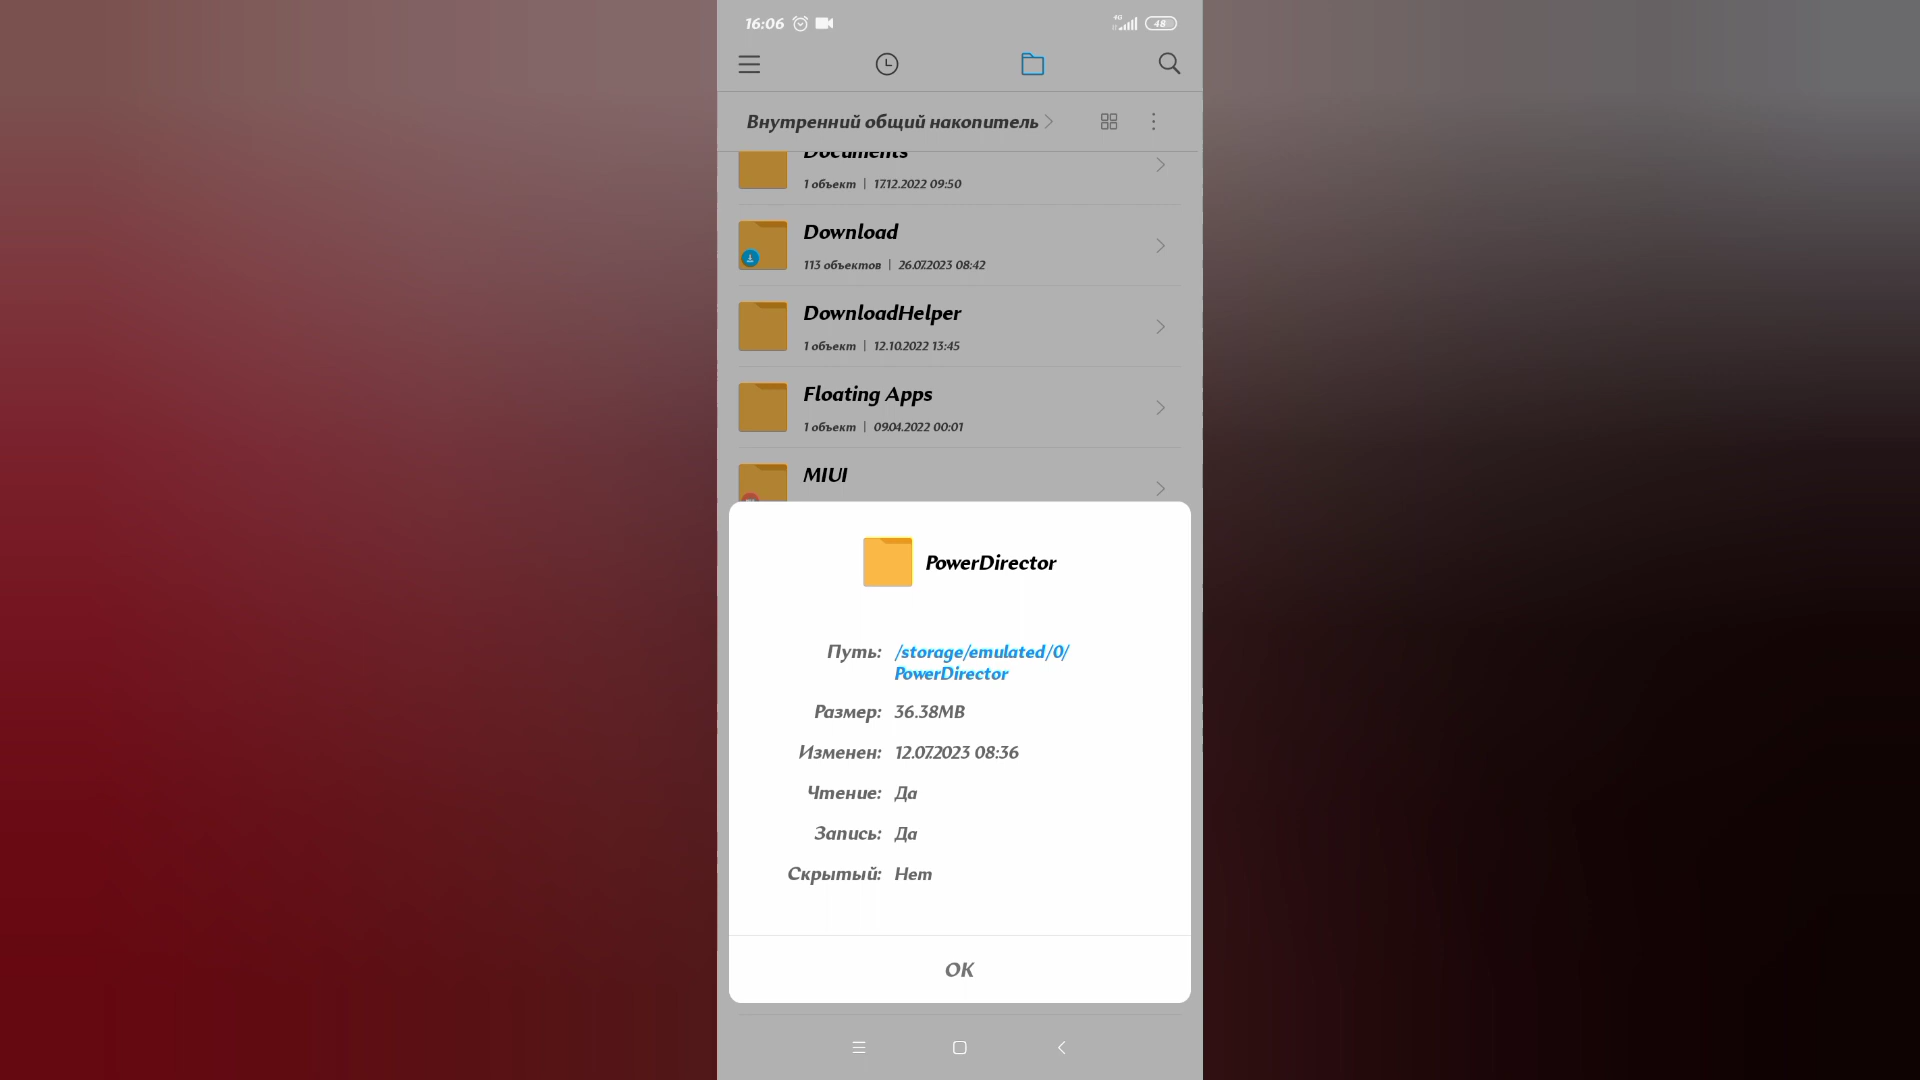 16:06 4G 48
Внутренний общий накопитель
Documents
1 объект | 17.12.2022 09:50
Download
113 объектов | 26.07.2023 08:42
DownloadHelper
1 объект | 12.10.2022 13:45
Floating Apps
1 объект | 09.04.2022 00:01
MIUI
PowerDirector
Путь: /storage/emulated/0/
PowerDirector
Размер: 36.38MB
Изменен: 12.07.2023 08:36
Чтение: Да
Запись: Да
Скрытый: Нет
OK